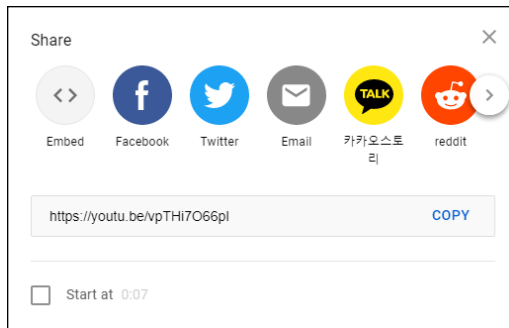 Share
Embed
Facebook
Twitter
Email
TALK
카카오스토
리
reddit
https://youtu.be/vpTHi7O66pI
COPY
Start at 0:07